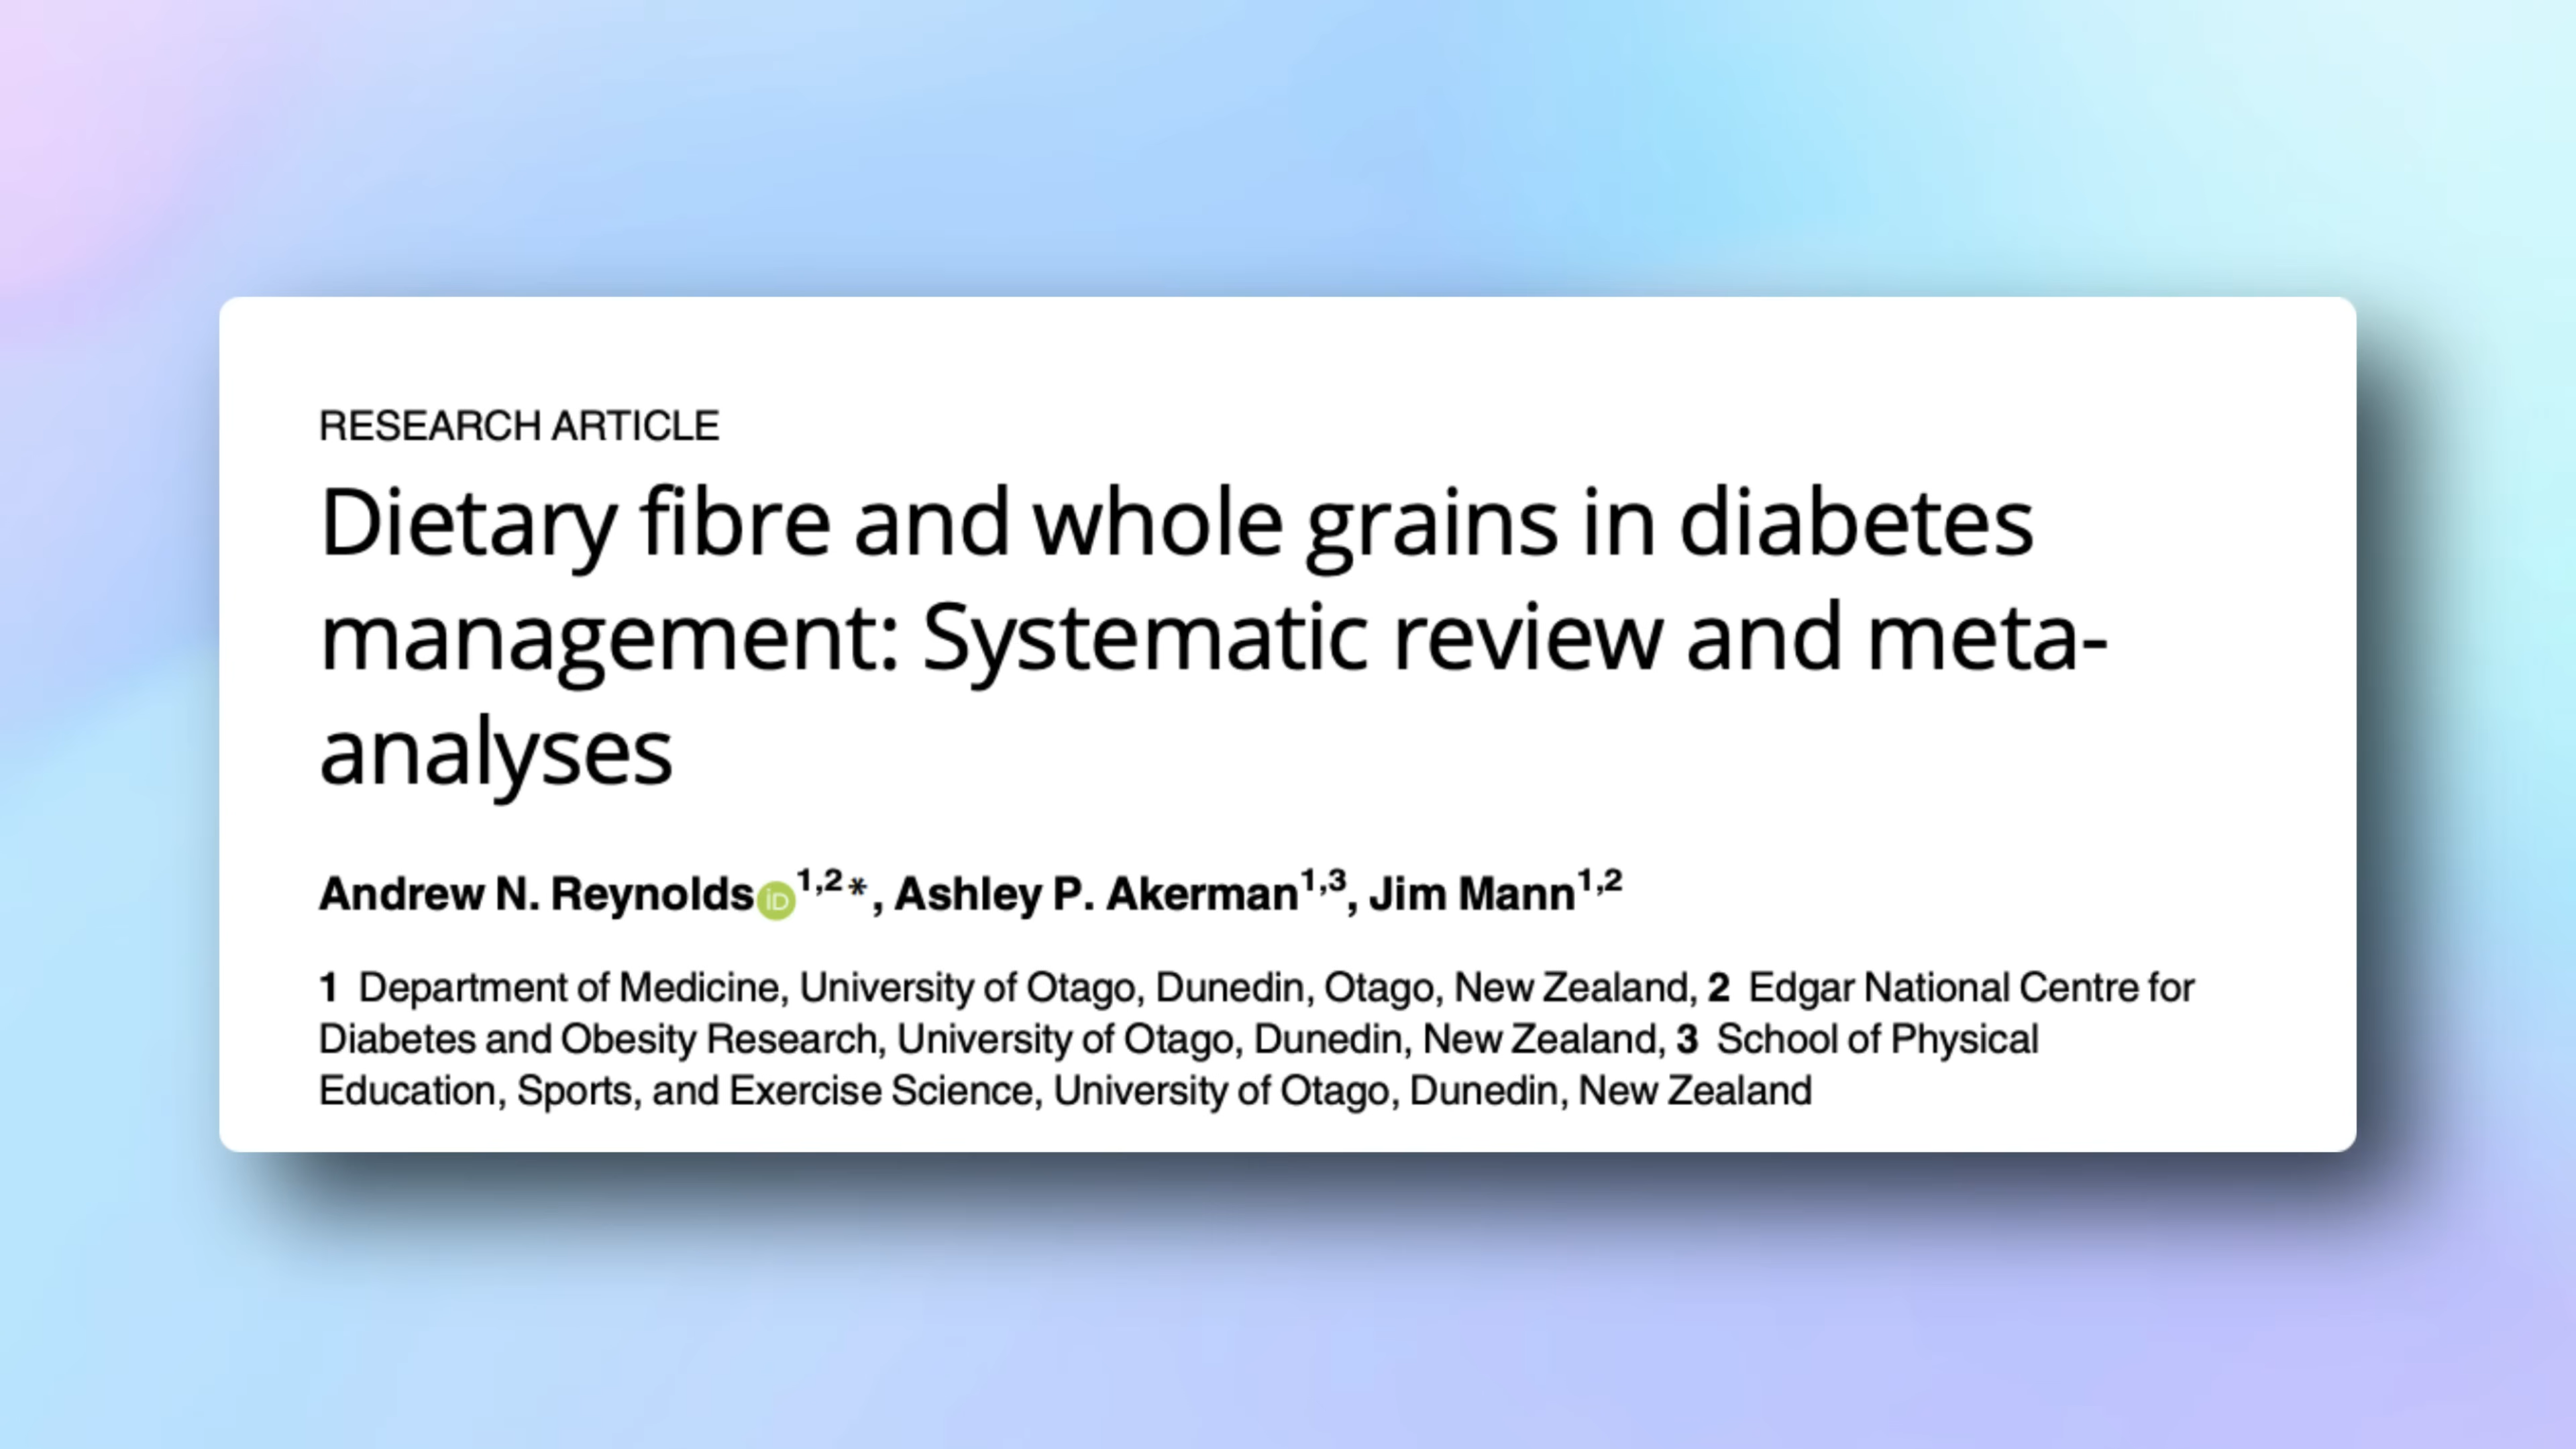 RESEARCH ARTICLE
Dietary fibre and whole grains in diabetes
management: Systematic review and meta-
analyses
Andrew N. Reynolds iD 1,2*, Ashley P. Akerman1,3, Jim Mann1,2
1 Department of Medicine, University of Otago, Dunedin, Otago, New Zealand, 2 Edgar National Centre for
Diabetes and Obesity Research, University of Otago, Dunedin, New Zealand, 3 School of Physical
Education, Sports, and Exercise Science, University of Otago, Dunedin, New Zealand